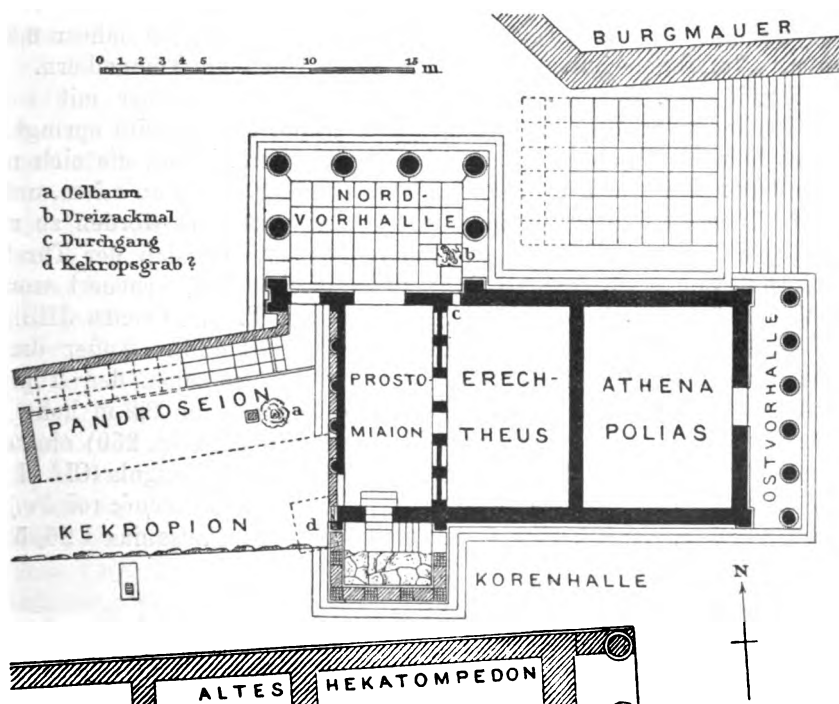 BURGMAUER
0 1 2 3 4 5 10 15 m.
a Oelbaum
b Dreizackmal
c Durchgang
d Kekropsgrab?
NORD-
VORHALLE
b
c
PROSTO-
MIAION
ERECH-
THEUS
ATHENA
POLIAS
OSTVORHALLE
PANDROSEION
a
KEKROPION
d
KORENHALLE
N
ALTES HEKATOMPEDON